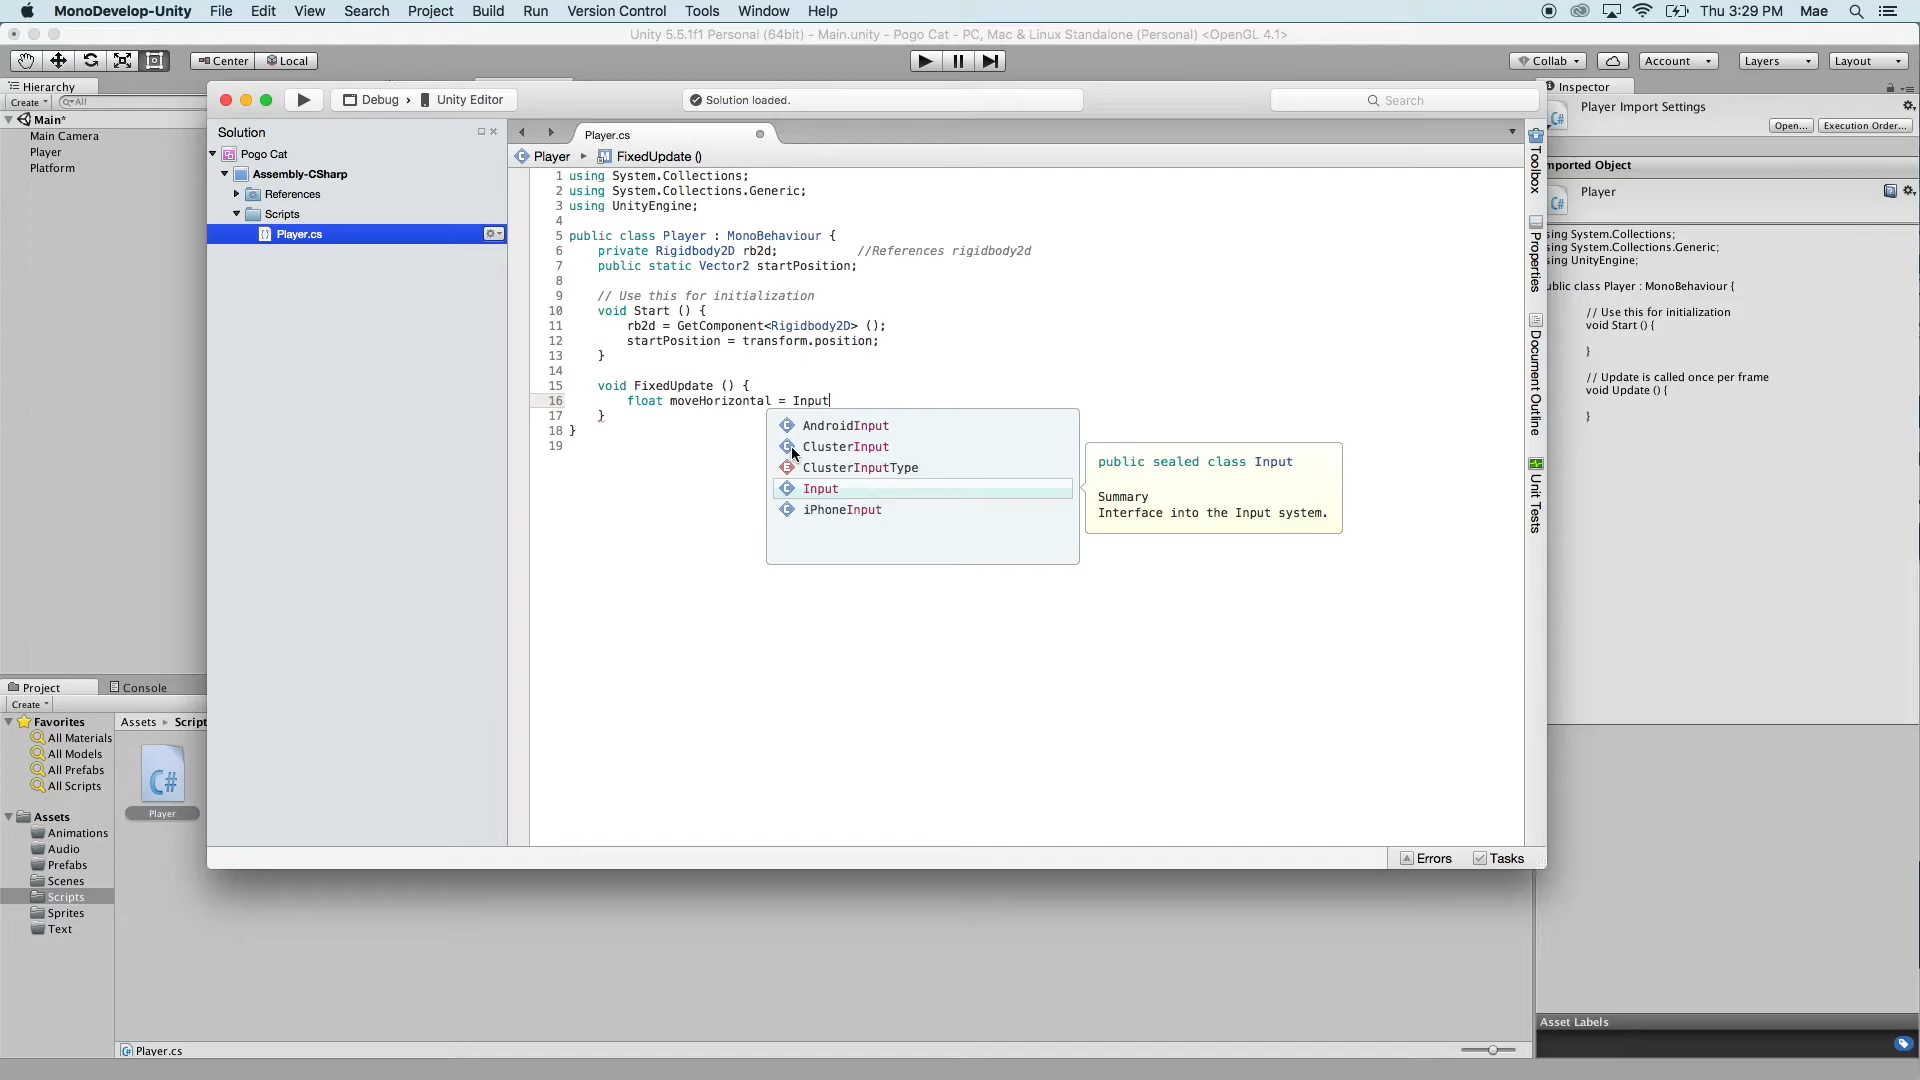 MonoDevelop-Unity File Edit View Search Project Build Run Version Control Tools Window Help Thu 3:29 PM Mae
Unity 5.5.1f1 Personal (64bit) - Main.unity - Pogo Cat - PC, Mac & Linux Standalone (Personal) <OpenGL 4.1>
Center Local Collab Account Layers Layout
Hierarchy
Create All
Main*
Main Camera
Player
Platform
Debug › Unity Editor
Solution loaded.
Search
Solution
Pogo Cat
Assembly-CSharp
References
Scripts
Player.cs
Player.cs
Player FixedUpdate ()
1 using System.Collections;
2 using System.Collections.Generic;
3 using UnityEngine;
4
5 public class Player : MonoBehaviour {
6 private Rigidbody2D rb2d; //References rigidbody2d
7 public static Vector2 startPosition;
8
9 // Use this for initialization
10 void Start () {
11 rb2d = GetComponent<Rigidbody2D> ();
12 startPosition = transform.position;
13 }
14
15 void FixedUpdate () {
16 float moveHorizontal = Input
17 }
18 }
19
AndroidInput
ClusterInput
ClusterInputType
Input
iPhoneInput
public sealed class Input
Summary
Interface into the Input system.
Toolbox
Properties
Document Outline
Unit Tests
Errors Tasks
Inspector
Player Import Settings
Open... Execution Order...
mported Object
Player
sing System.Collections;
sing System.Collections.Generic;
sing UnityEngine;
ublic class Player : MonoBehaviour {
// Use this for initialization
void Start () {
}
// Update is called once per frame
void Update () {
}
Asset Labels
Project Console
Create
Favorites
All Materials
All Models
All Prefabs
All Scripts
Assets
Animations
Audio
Prefabs
Scenes
Scripts
Sprites
Text
Assets Script
C#
Player
Player.cs